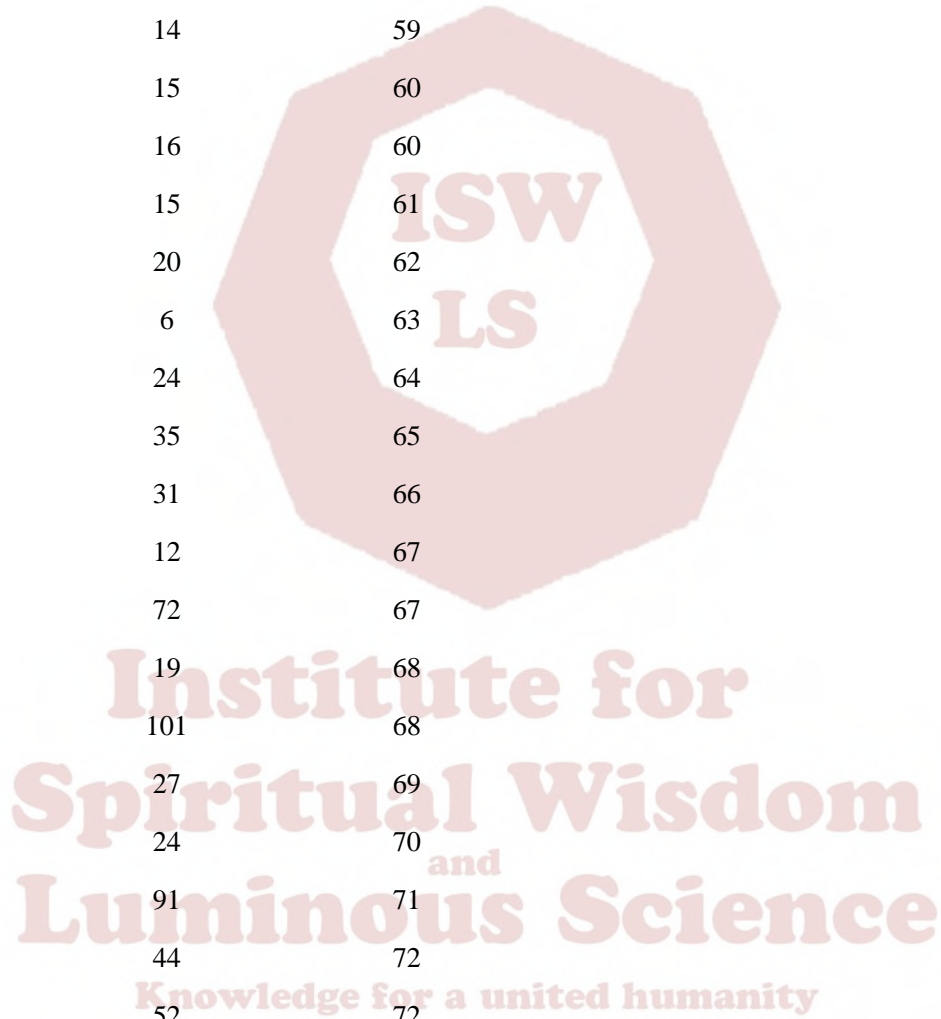 14 59
15 60
16 60
15 61
20 62
6 63
24 64
35 65
31 66
12 67
72 67
19 68
101 68
27 69
24 70
91 71
44 72
52 72
ISW
LS
Institute for
Spiritual Wisdom
and
Luminous Science
Knowledge for a united humanity